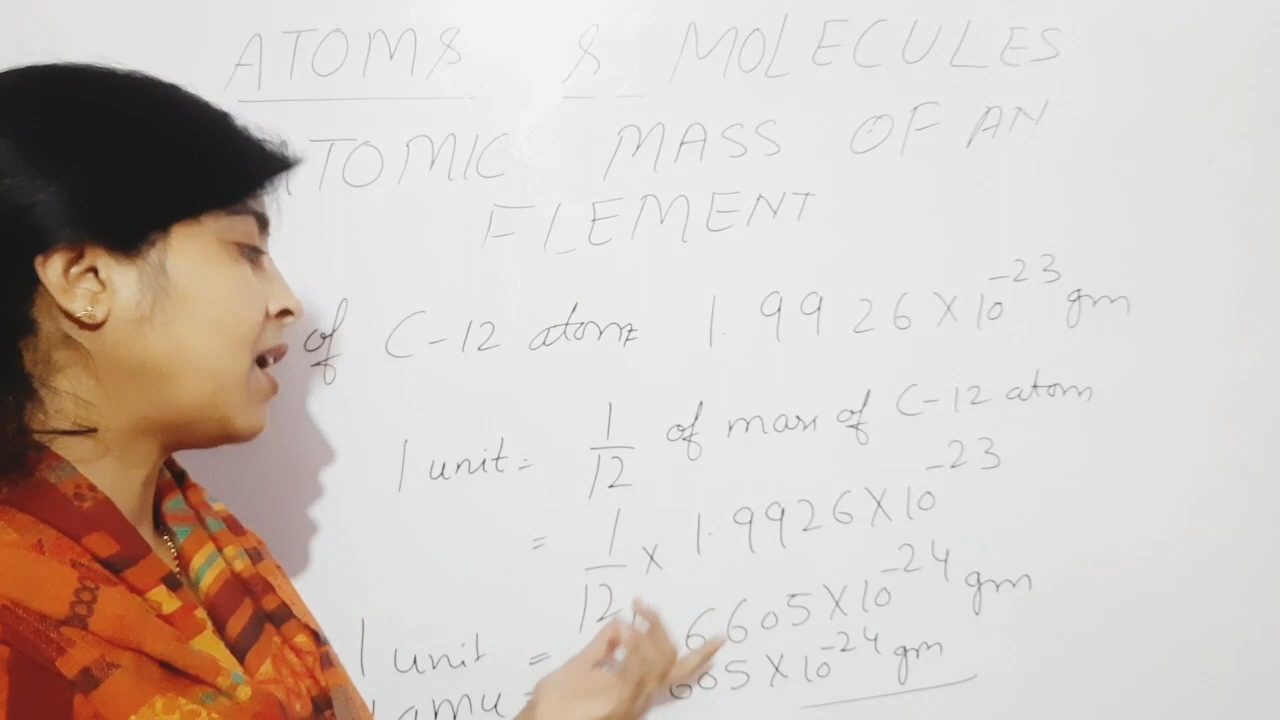 ATOMS & MOLECULES
ATOMIC MASS OF AN
ELEMENT
of C-12 atom = 1.9926 X 10⁻²³ gm
1 unit = 1/12 of mass of C-12 atom
= 1/12 x 1.9926 X 10⁻²³
1 unit = 6605 X 10⁻²⁴ gm
1 amu = 605 X 10⁻²⁴ gm